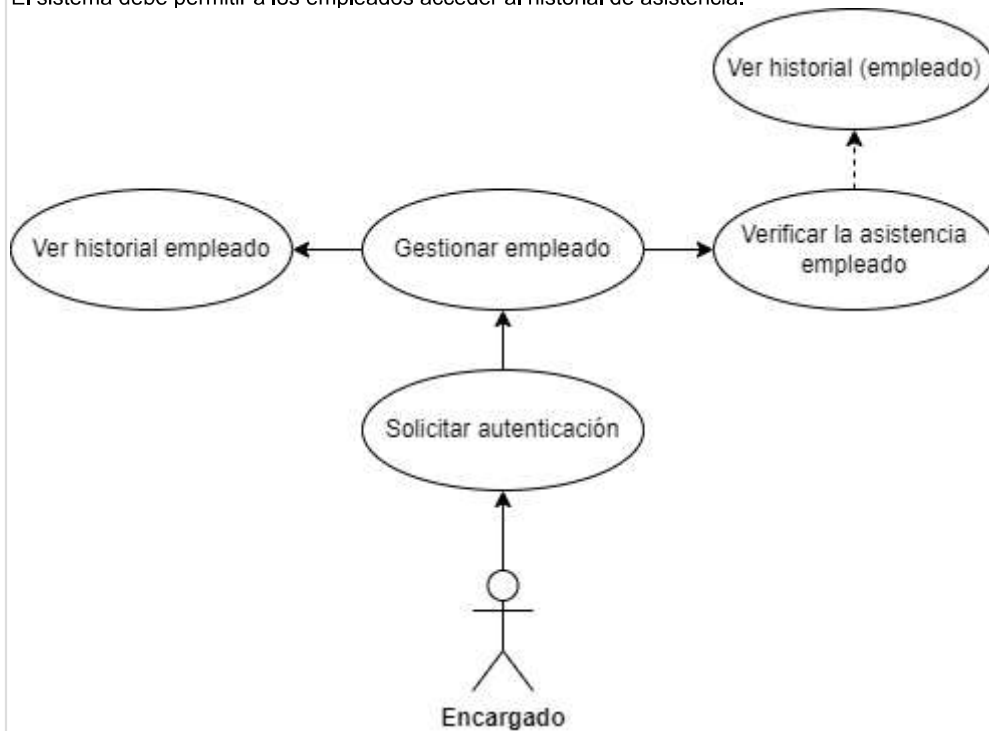 El sistema debe permitir a los empleados acceder al historial de asistencia.
Ver historial (empleado)
Ver historial empleado
Gestionar empleado
Verificar la asistencia
empleado
Solicitar autenticación
Encargado